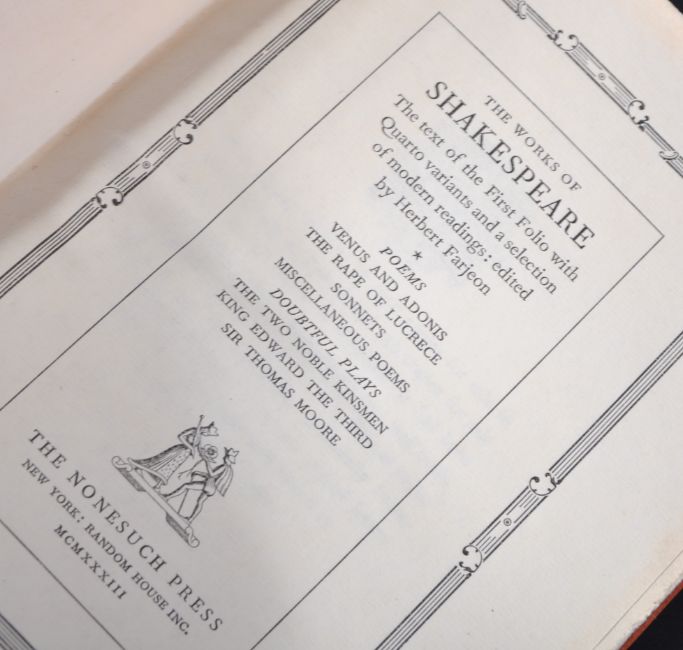 THE WORKS OF
SHAKESPEARE
The text of the First Folio with
Quarto variants and a selection
of modern readings: edited
by Herbert Farjeon
*
POEMS
VENUS AND ADONIS
THE RAPE OF LUCRECE
SONNETS
MISCELLANEOUS POEMS
DOUBTFUL PLAYS
THE TWO NOBLE KINSMEN
KING EDWARD THE THIRD
SIR THOMAS MOORE
THE NONESUCH PRESS
NEW YORK: RANDOM HOUSE INC.
MCMXXXIII